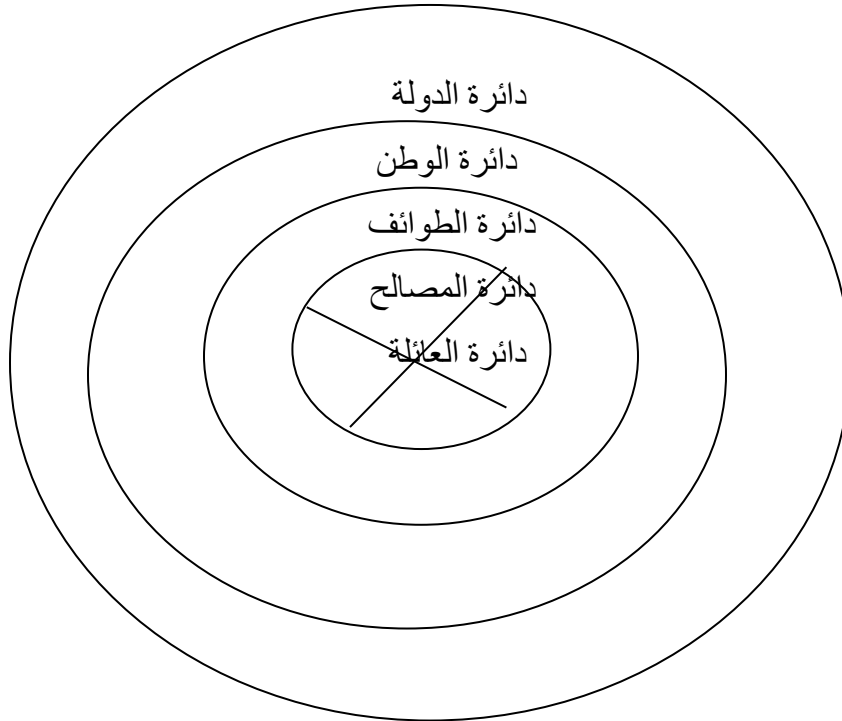 دائرة الدولة
دائرة الوطن
دائرة الطوائف
دائرة المصالح
دائرة العائلة